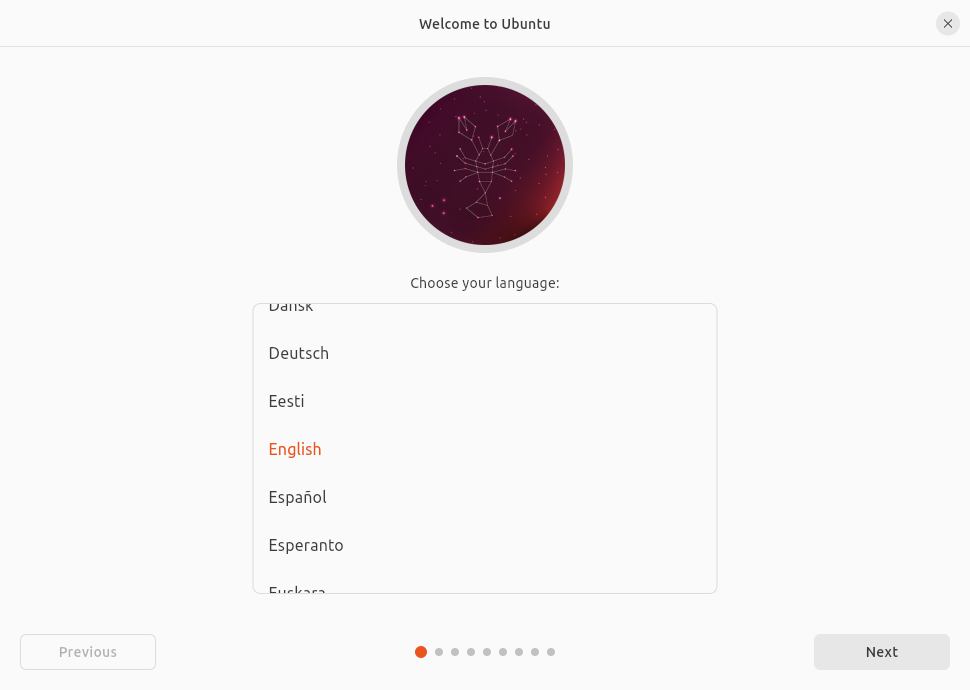 Welcome to Ubuntu
Choose your language:
Dansk
Deutsch
Eesti
English
Español
Esperanto
Euskara
Previous
Next